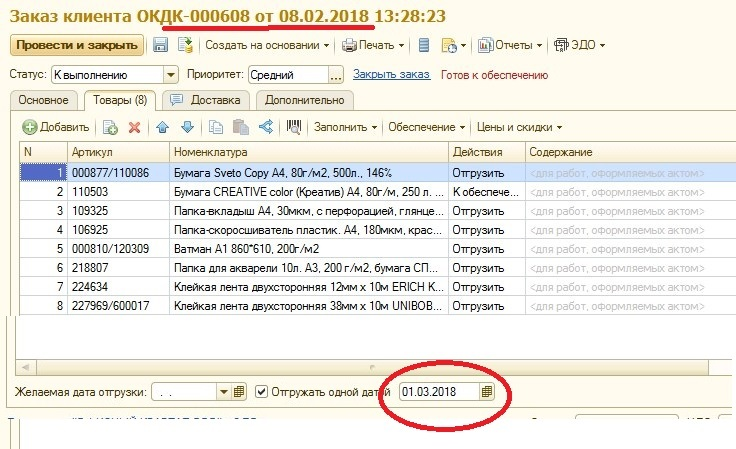 Заказ клиента ОКДК-000608 от 08.02.2018 13:28:23
Провести и закрыть Создать на основании Печать Отчеты ЭДО
Статус: К выполнению Приоритет: Средний ... Закрыть заказ Готов к обеспечению
Основное Товары (8) Доставка Дополнительно
Добавить Заполнить Обеспечение Цены и скидки
N Артикул Номенклатура Действия Содержание
1 000877/110086 Бумага Sveto Copy А4, 80г/м2, 500л., 146% Отгрузить <для работ, оформляемых актом>
2 110503 Бумага CREATIVE color (Креатив) А4, 80г/м, 250 л. ... К обеспече... <для работ, оформляемых актом>
3 109325 Папка-вкладыш А4, 30мкм, с перфорацией, глянце... Отгрузить <для работ, оформляемых актом>
4 106925 Папка-скоросшиватель пластик. А4, 180мкм, крас... Отгрузить <для работ, оформляемых актом>
5 000810/120309 Ватман А1 860*610, 200г/м2 Отгрузить <для работ, оформляемых актом>
6 218807 Папка для акварели 10л. А3, 200 г/м2, бумага СП... Отгрузить <для работ, оформляемых актом>
7 224634 Клейкая лента двухсторонняя 12мм х 10м ERICH K... Отгрузить <для работ, оформляемых актом>
8 227969/600017 Клейкая лента двухсторонняя 38мм х 10м UNIBOB... Отгрузить <для работ, оформляемых актом>
Желаемая дата отгрузки: . . Отгружать одной датой 01.03.2018